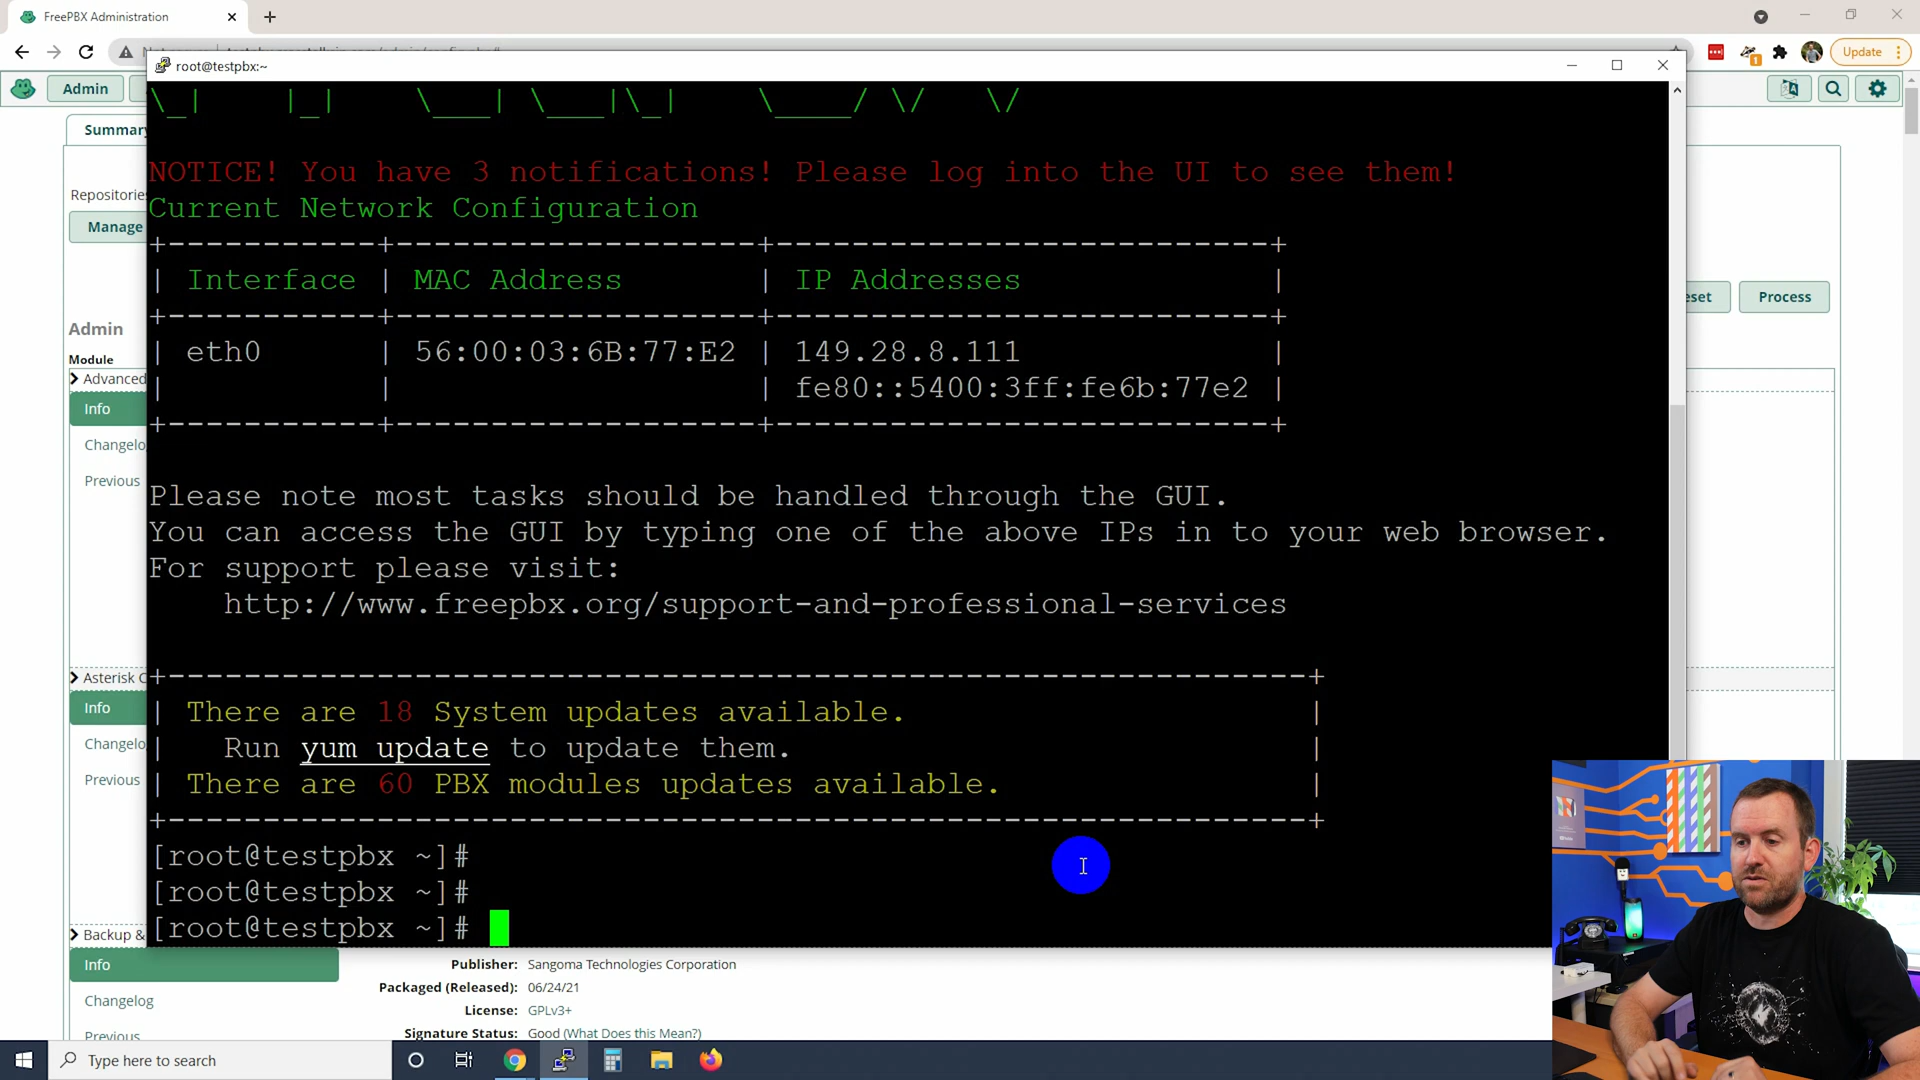 FreePBX Administration
Update
root@testpbx:~
Admin
NOTICE! You have 3 notifications! Please log into the UI to see them!
Current Network Configuration
| Interface | MAC Address | IP Addresses |
| eth0 | 56:00:03:6B:77:E2 | 149.28.8.111 |
| | | fe80::5400:3ff:fe6b:77e2 |
Please note most tasks should be handled through the GUI.
You can access the GUI by typing one of the above IPs in to your web browser.
For support please visit:
http://www.freepbx.org/support-and-professional-services
| There are 18 System updates available. |
| Run yum update to update them. |
| There are 60 PBX modules updates available. |
[root@testpbx ~]#
[root@testpbx ~]#
[root@testpbx ~]#
Summary
Repositories
Manage
Process
Admin
Module
Advanced
Info
Changelo
Previous
Asterisk C
Info
Changelo
Previous
Backup &
Info
Changelog
Previous
Publisher: Sangoma Technologies Corporation
Packaged (Released): 06/24/21
License: GPLv3+
Signature Status: Good (What Does this Mean?)
Type here to search